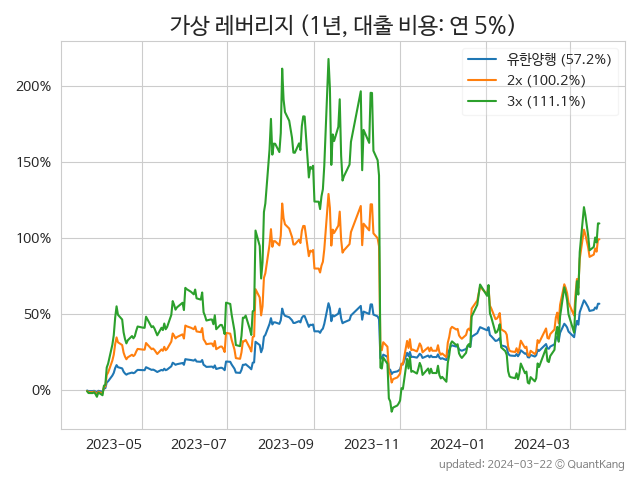 가상 레버리지 (1년, 대출 비용: 연 5%)
유한양행 (57.2%)
2x (100.2%)
3x (111.1%)
200%
150%
100%
50%
0%
2023-05 2023-07 2023-09 2023-11 2024-01 2024-03
updated: 2024-03-22 © QuantKang